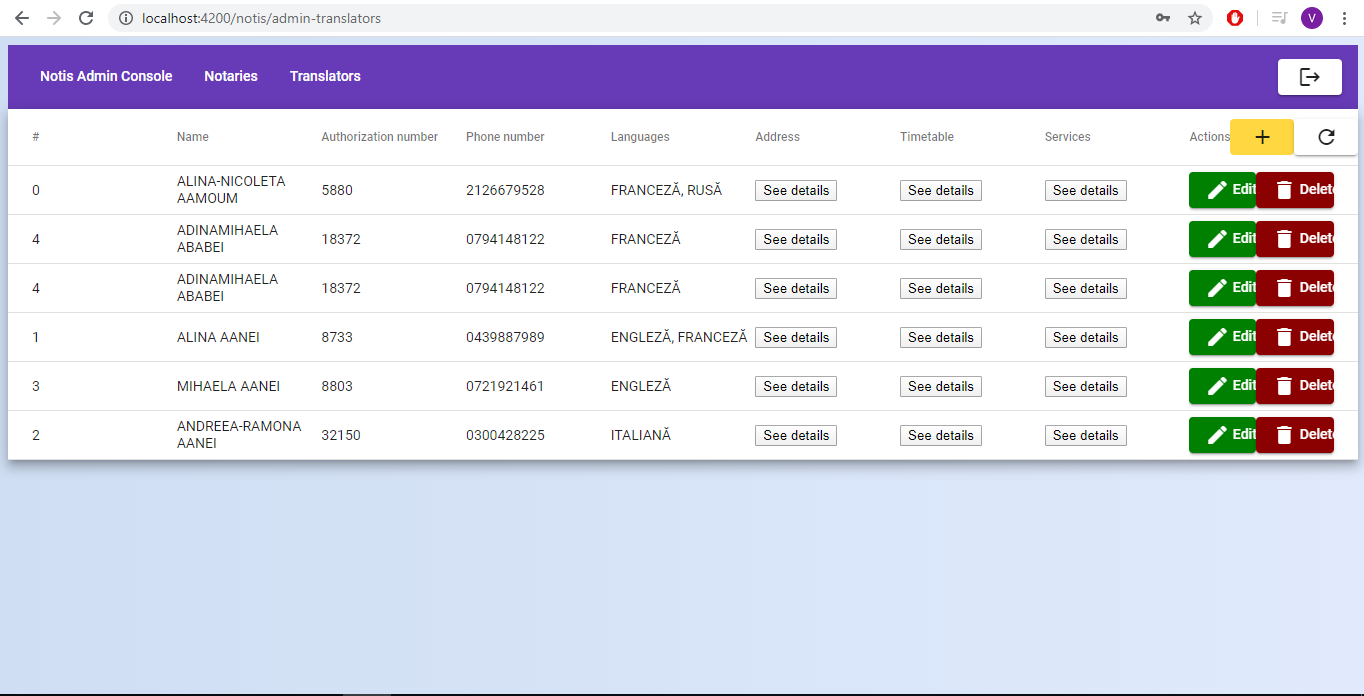 localhost:4200/notis/admin-translators
V
Notis Admin Console Notaries Translators
# Name Authorization number Phone number Languages Address Timetable Services Actions
0 ALINA-NICOLETA AAMOUM 5880 2126679528 FRANCEZĂ, RUSĂ See details See details See details Edit Delete
4 ADINAMIHAELA ABABEI 18372 0794148122 FRANCEZĂ See details See details See details Edit Delete
4 ADINAMIHAELA ABABEI 18372 0794148122 FRANCEZĂ See details See details See details Edit Delete
1 ALINA AANEI 8733 0439887989 ENGLEZĂ, FRANCEZĂ See details See details See details Edit Delete
3 MIHAELA AANEI 8803 0721921461 ENGLEZĂ See details See details See details Edit Delete
2 ANDREEA-RAMONA AANEI 32150 0300428225 ITALIANĂ See details See details See details Edit Delete